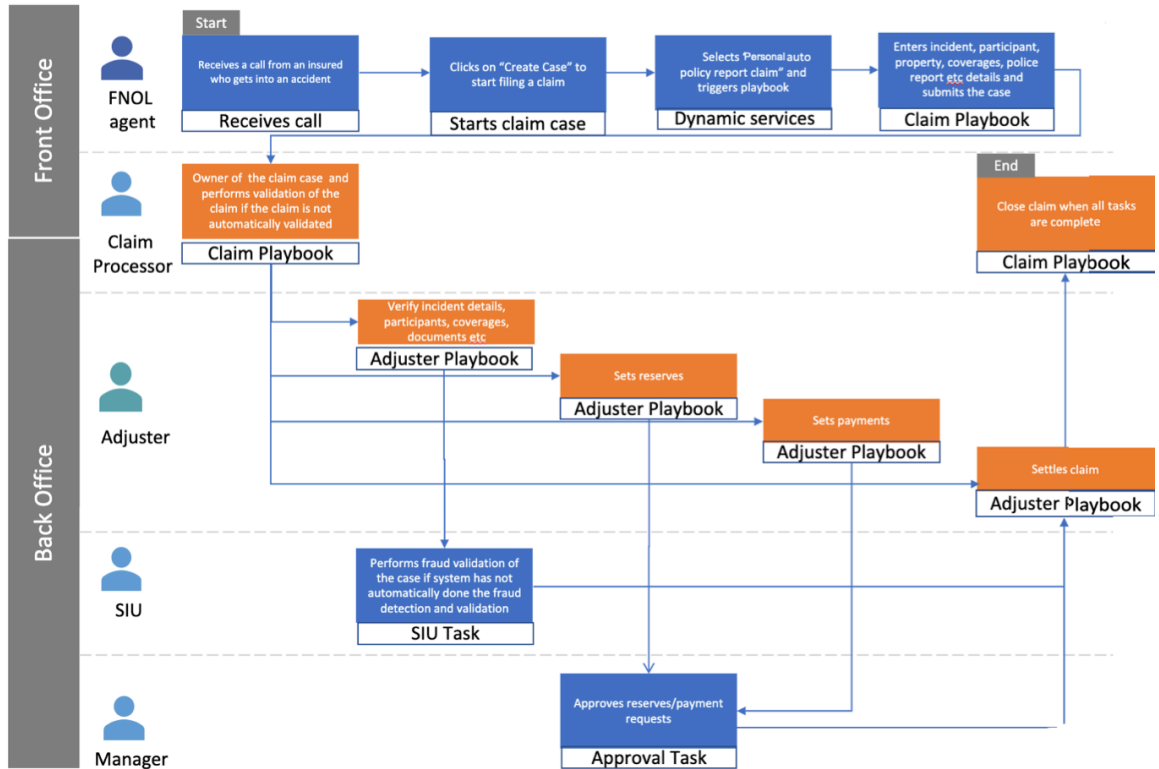 Front Office
Back Office
FNOL
agent
Start
Receives a call from an insured
who gets into an accident
Receives call
Clicks on "Create Case" to
start filing a claim
Starts claim case
Selects "Personal auto
policy report claim" and
triggers playbook
Dynamic services
Enters incident, participant,
property, coverages, police
report etc details and
submits the case
Claim Playbook
Claim
Processor
Owner of the claim case and
performs validation of the
claim if the claim is not
automatically validated
Claim Playbook
End
Close claim when all tasks
are complete
Claim Playbook
Adjuster
Verify incident details,
participants, coverages,
documents etc
Adjuster Playbook
Sets reserves
Adjuster Playbook
Sets payments
Adjuster Playbook
Settles claim
Adjuster Playbook
SIU
Performs fraud validation of
the case if system has not
automatically done the fraud
detection and validation
SIU Task
Manager
Approves reserves/payment
requests
Approval Task